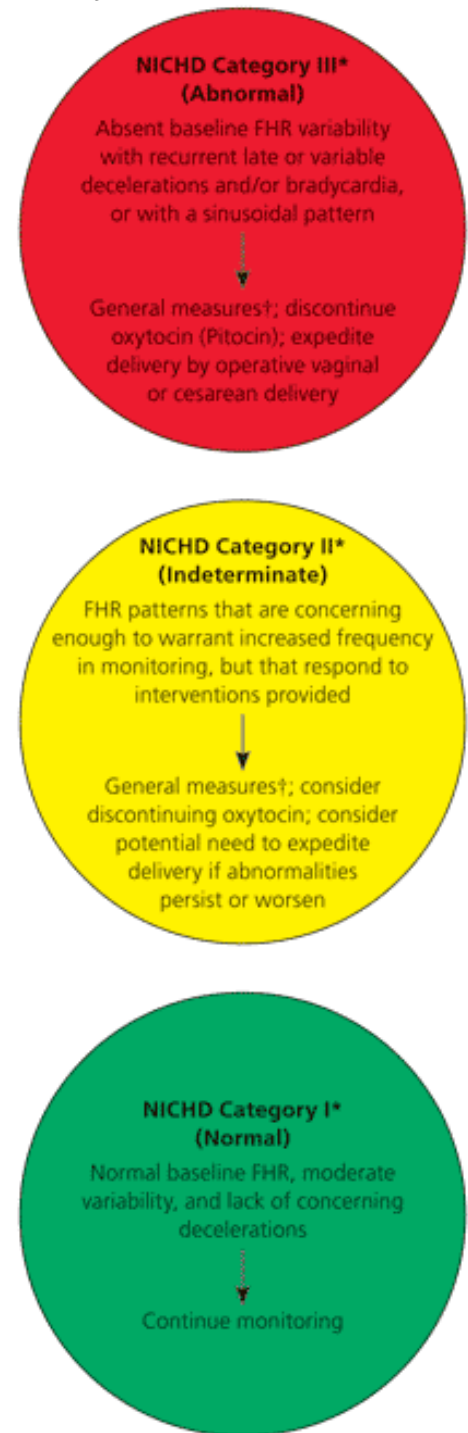 NICHD Category III*
(Abnormal)
Absent baseline FHR variability
with recurrent late or variable
decelerations and/or bradycardia,
or with a sinusoidal pattern
General measures†; discontinue
oxytocin (Pitocin); expedite
delivery by operative vaginal
or cesarean delivery
NICHD Category II*
(Indeterminate)
FHR patterns that are concerning
enough to warrant increased frequency
in monitoring, but that respond to
interventions provided
General measures†; consider
discontinuing oxytocin; consider
potential need to expedite
delivery if abnormalities
persist or worsen
NICHD Category I*
(Normal)
Normal baseline FHR, moderate
variability, and lack of concerning
decelerations
Continue monitoring